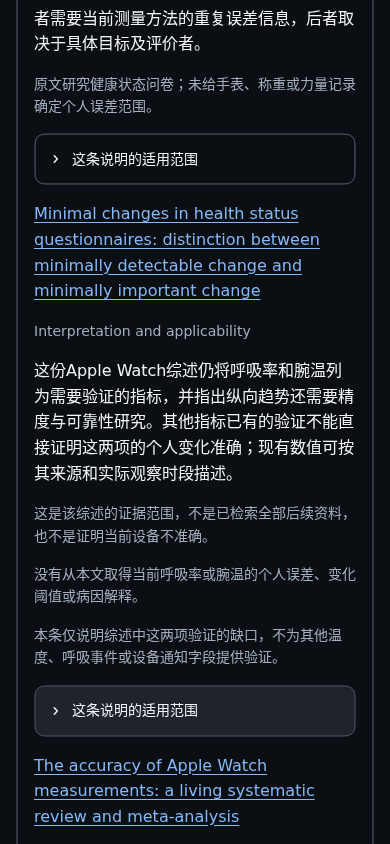 者需要当前测量方法的重复误差信息，后者取
决于具体目标及评价者。
原文研究健康状态问卷；未给手表、称重或力量记录
确定个人误差范围。
这条说明的适用范围
Minimal changes in health status
questionnaires: distinction between
minimally detectable change and
minimally important change
Interpretation and applicability
这份Apple Watch综述仍将呼吸率和腕温列
为需要验证的指标，并指出纵向趋势还需要精
度与可靠性研究。其他指标已有的验证不能直
接证明这两项的个人变化准确；现有数值可按
其来源和实际观察时段描述。
这是该综述的证据范围，不是已检索全部后续资料，
也不是证明当前设备不准确。
没有从本文取得当前呼吸率或腕温的个人误差、变化
阈值或病因解释。
本条仅说明综述中这两项验证的缺口，不为其他温
度、呼吸事件或设备通知字段提供验证。
这条说明的适用范围
The accuracy of Apple Watch
measurements: a living systematic
review and meta-analysis